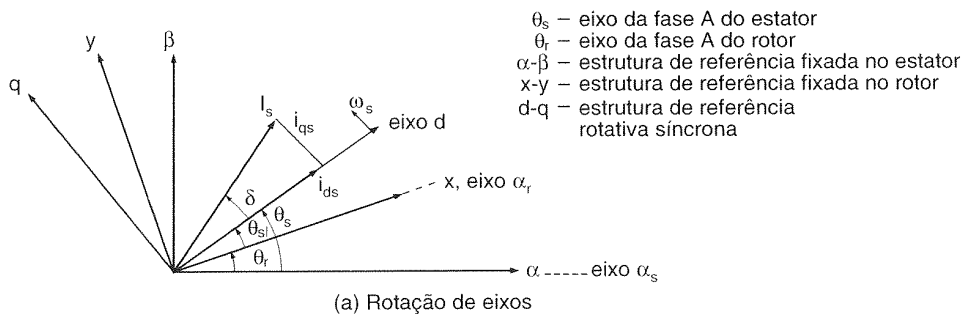 θs – eixo da fase A do estator
θr – eixo da fase A do rotor
α-β – estrutura de referência fixada no estator
x-y – estrutura de referência fixada no rotor
d-q – estrutura de referência
rotativa síncrona
q
y
β
Is
iqs
ωs
eixo d
ids
x, eixo αr
δ
θs
θsl
θr
α ----- eixo αs
(a) Rotação de eixos